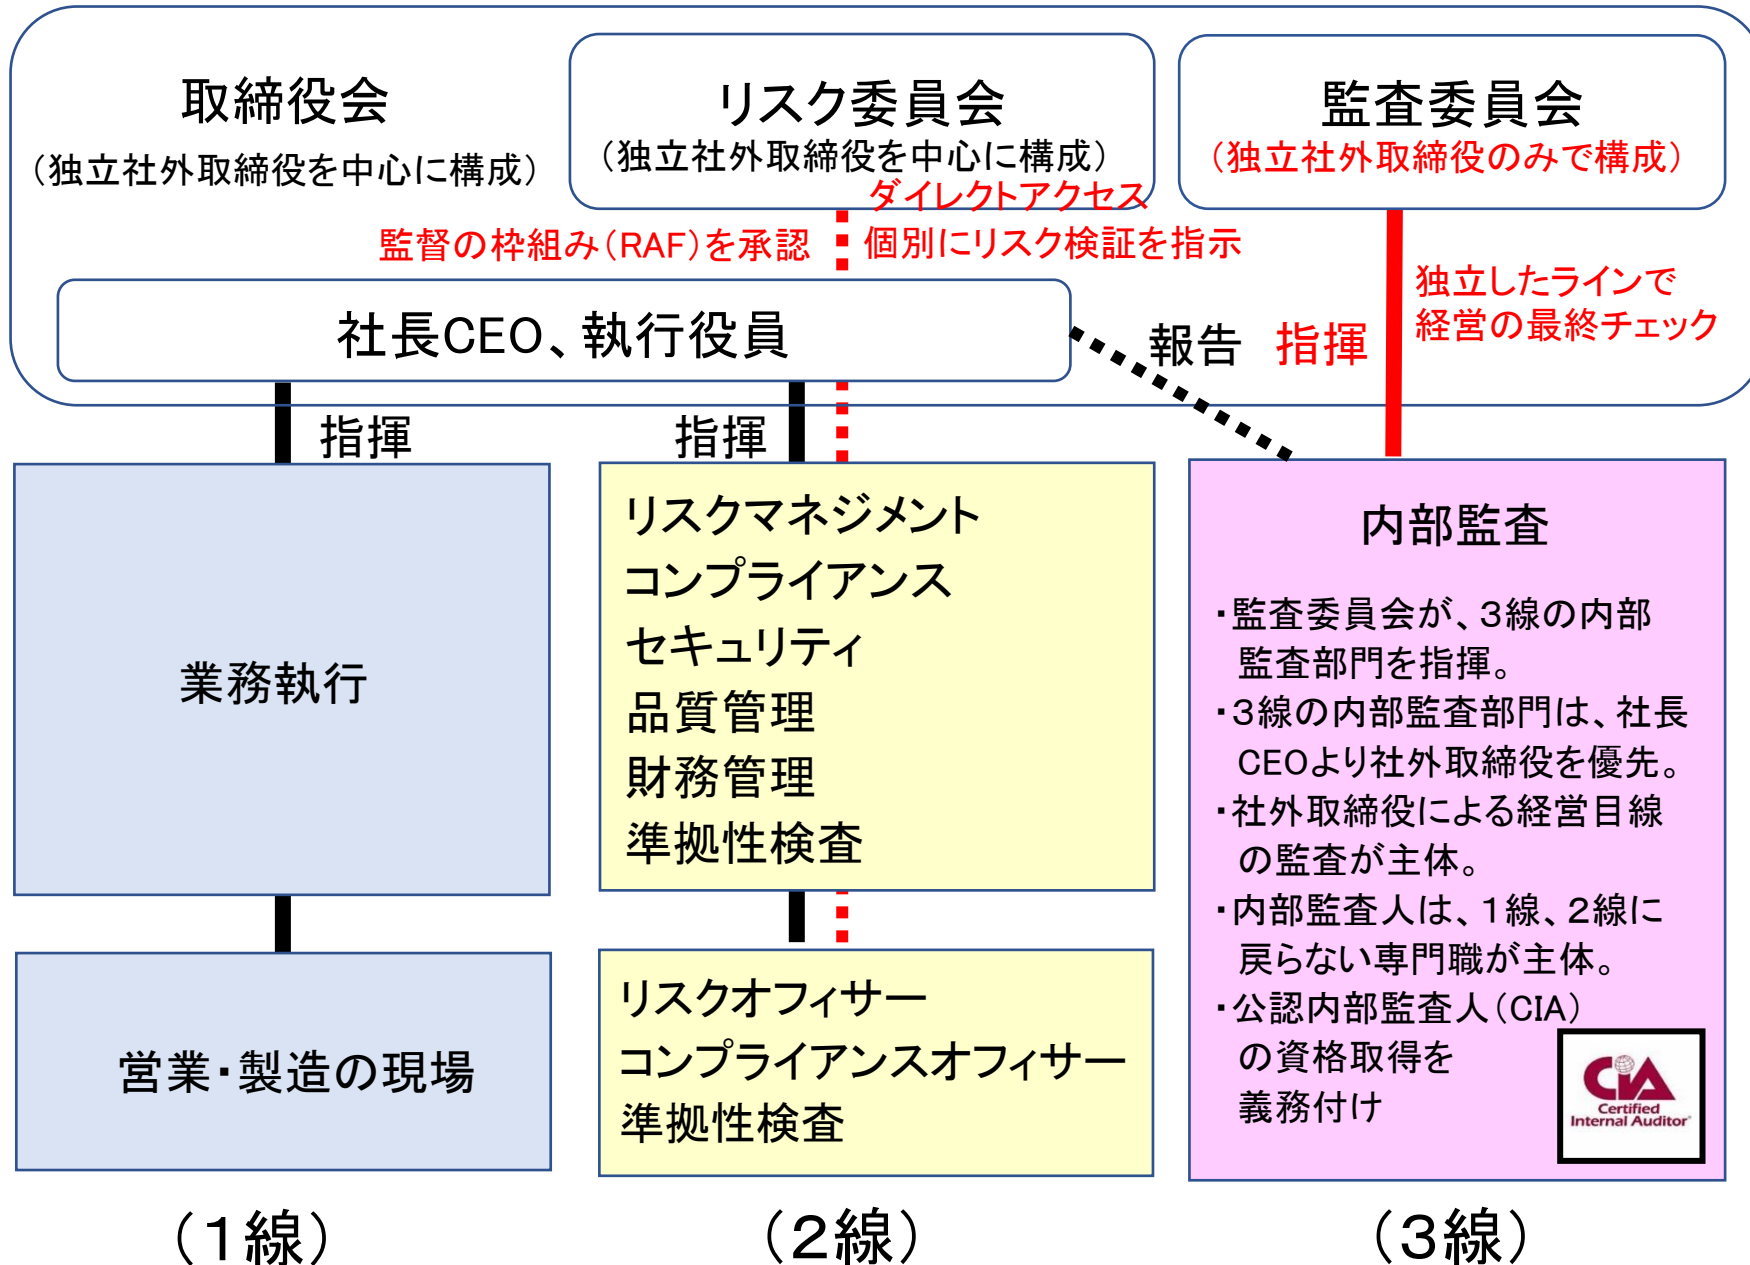 取締役会
（独立社外取締役を中心に構成）
リスク委員会
（独立社外取締役を中心に構成）
監査委員会
（独立社外取締役のみで構成）
ダイレクトアクセス
監督の枠組み（RAF）を承認
個別にリスク検証を指示
独立したラインで
経営の最終チェック
社長CEO、執行役員
報告
指揮
指揮
指揮
業務執行
リスクマネジメント
コンプライアンス
セキュリティ
品質管理
財務管理
準拠性検査
内部監査
・監査委員会が、３線の内部
監査部門を指揮。
・３線の内部監査部門は、社長
CEOより社外取締役を優先。
・社外取締役による経営目線
の監査が主体。
・内部監査人は、１線、２線に
戻らない専門職が主体。
・公認内部監査人（CIA）
の資格取得を
義務付け
CIA
Certified
Internal Auditor®
営業・製造の現場
リスクオフィサー
コンプライアンスオフィサー
準拠性検査
（１線）
（２線）
（３線）